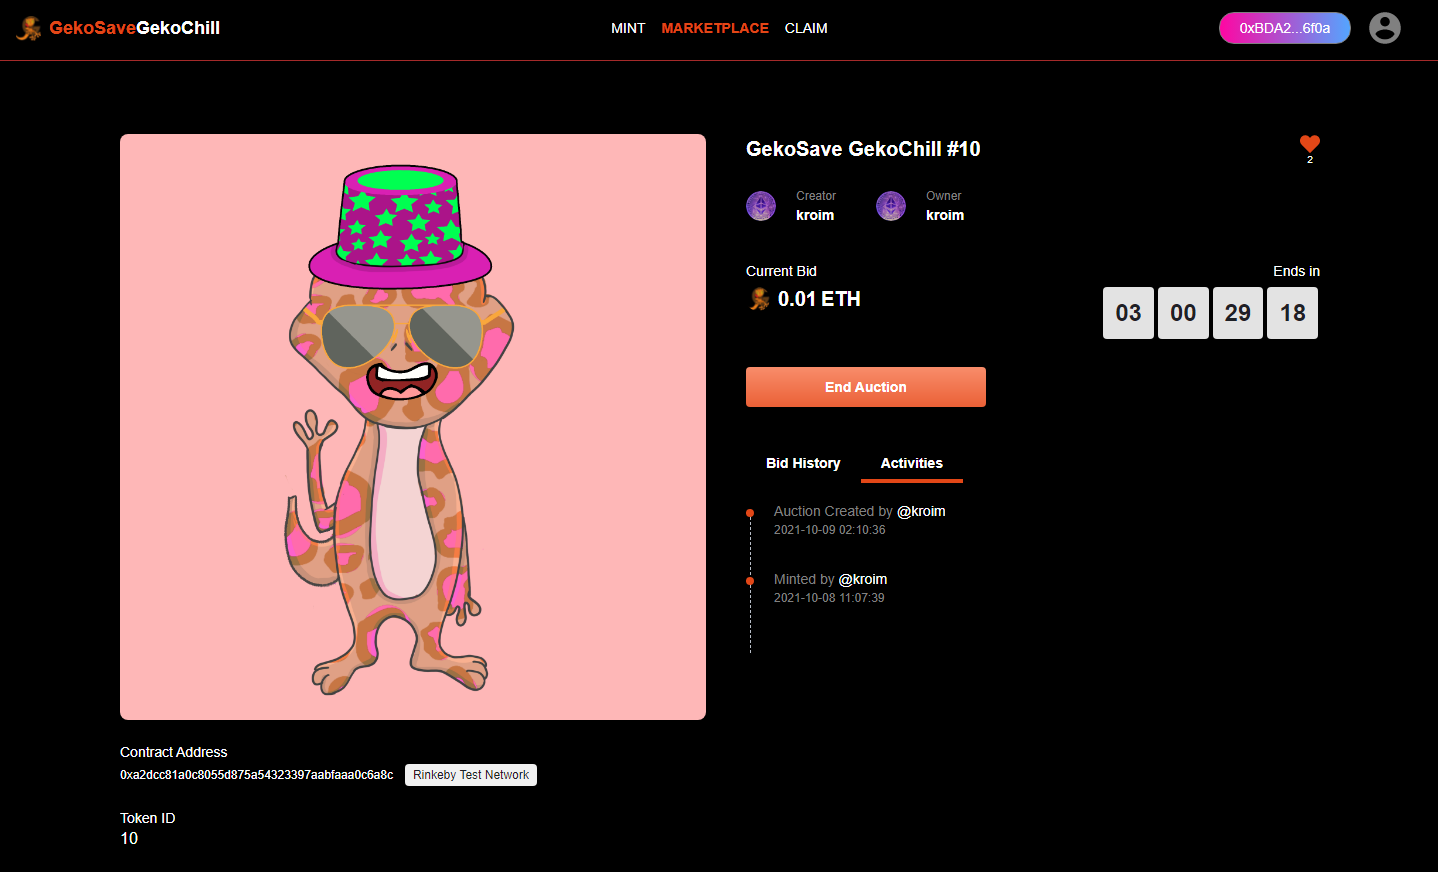 GekoSaveGekoChill
MINT MARKETPLACE CLAIM
0xBDA2...6f0a
GekoSave GekoChill #10
2
Creator
kroim
Owner
kroim
Current Bid
0.01 ETH
Ends in
03 00 29 18
End Auction
Bid History Activities
Auction Created by @kroim
2021-10-09 02:10:36
Minted by @kroim
2021-10-08 11:07:39
Contract Address
0xa2dcc81a0c8055d875a54323397aabfaaa0c6a8c Rinkeby Test Network
Token ID
10